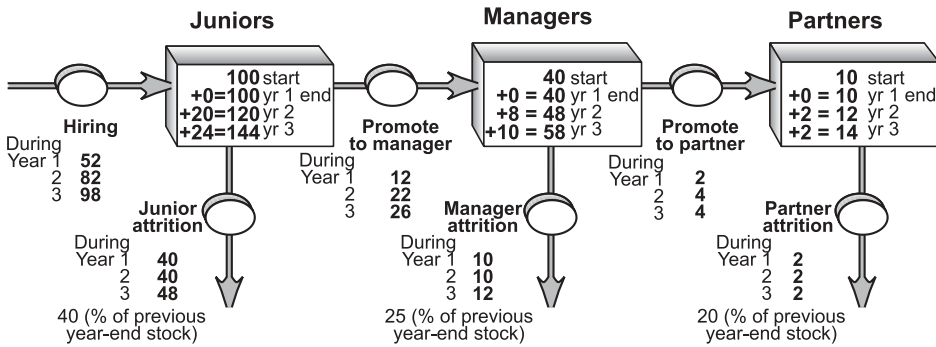 Juniors
Managers
Partners
100 start
+0=100 yr 1 end
+20=120 yr 2
+24=144 yr 3
40 start
+0 = 40 yr 1 end
+8 = 48 yr 2
+10 = 58 yr 3
10 start
+0 = 10 yr 1 end
+2 = 12 yr 2
+2 = 14 yr 3
Hiring
During
Year 1 52
2 82
3 98
Promote
to manager
During
Year 1 12
2 22
3 26
Promote
to partner
During
Year 1 2
2 4
3 4
Junior
attrition
During
Year 1 40
2 40
3 48
40 (% of previous
year-end stock)
Manager
attrition
During
Year 1 10
2 10
3 12
25 (% of previous
year-end stock)
Partner
attrition
During
Year 1 2
2 2
3 2
20 (% of previous
year-end stock)